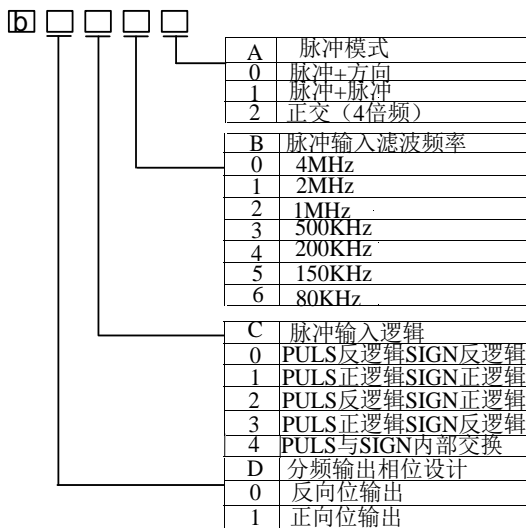 b
A 脉冲模式
0 脉冲+方向
1 脉冲+脉冲
2 正交（4倍频）
B 脉冲输入滤波频率
0 4MHz
1 2MHz
2 1MHz
3 500KHz
4 200KHz
5 150KHz
6 80KHz
C 脉冲输入逻辑
0 PULS反逻辑SIGN反逻辑
1 PULS正逻辑SIGN正逻辑
2 PULS反逻辑SIGN正逻辑
3 PULS正逻辑SIGN反逻辑
4 PULS与SIGN内部交换
D 分频输出相位设计
0 反向位输出
1 正向位输出